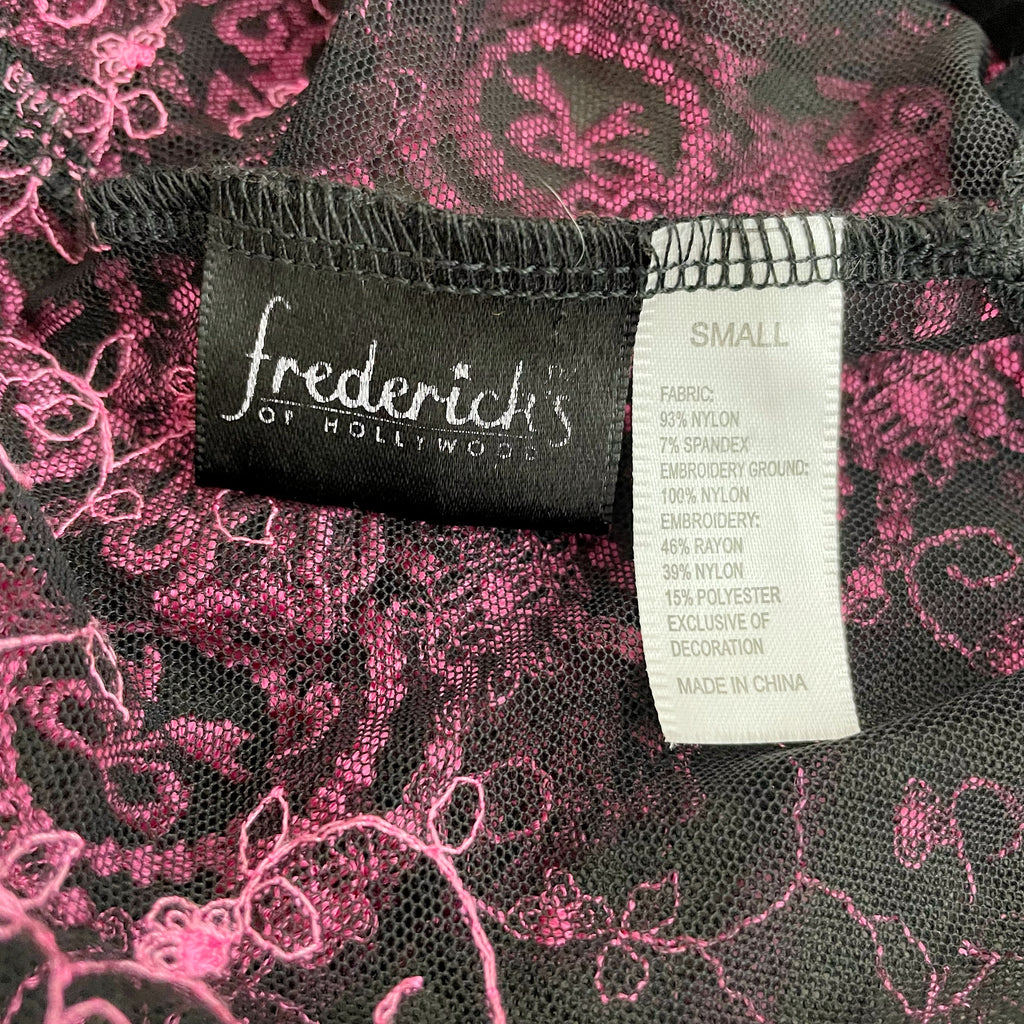 frederick's
OF HOLLYWOOD
SMALL
FABRIC:
93% NYLON
7% SPANDEX
EMBROIDERY GROUND:
100% NYLON
EMBROIDERY:
46% RAYON
39% NYLON
15% POLYESTER
EXCLUSIVE OF
DECORATION
MADE IN CHINA